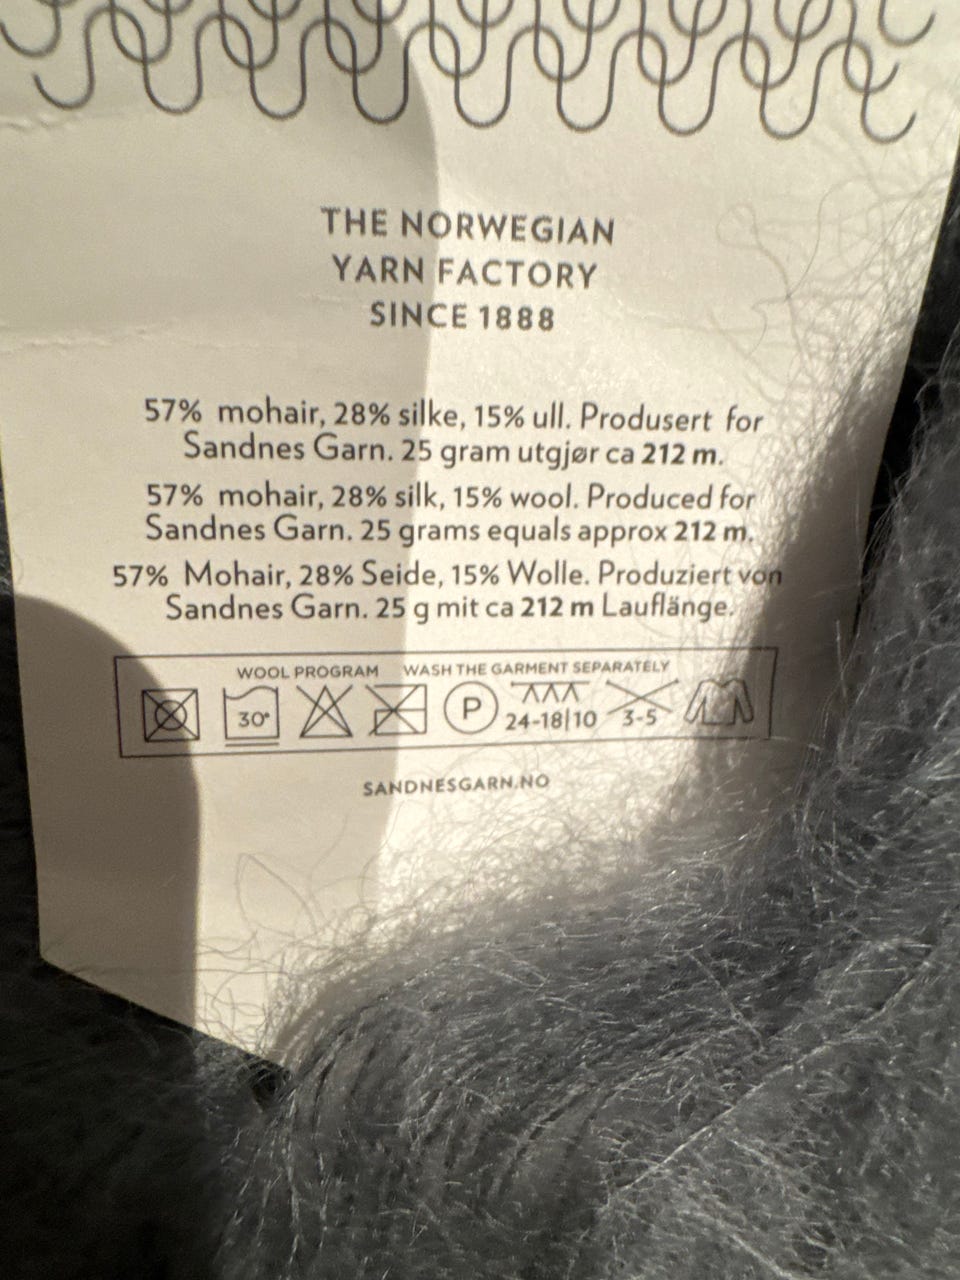 THE NORWEGIAN
YARN FACTORY
SINCE 1888
57% mohair, 28% silke, 15% ull. Produsert for
Sandnes Garn. 25 gram utgjør ca 212 m.
57% mohair, 28% silk, 15% wool. Produced for
Sandnes Garn. 25 grams equals approx 212 m.
57% Mohair, 28% Seide, 15% Wolle. Produziert von
Sandnes Garn. 25 g mit ca 212 m Lauflänge.
WOOL PROGRAM WASH THE GARMENT SEPARATELY
30° P 24-18|10 3-5
SANDNESGARN.NO